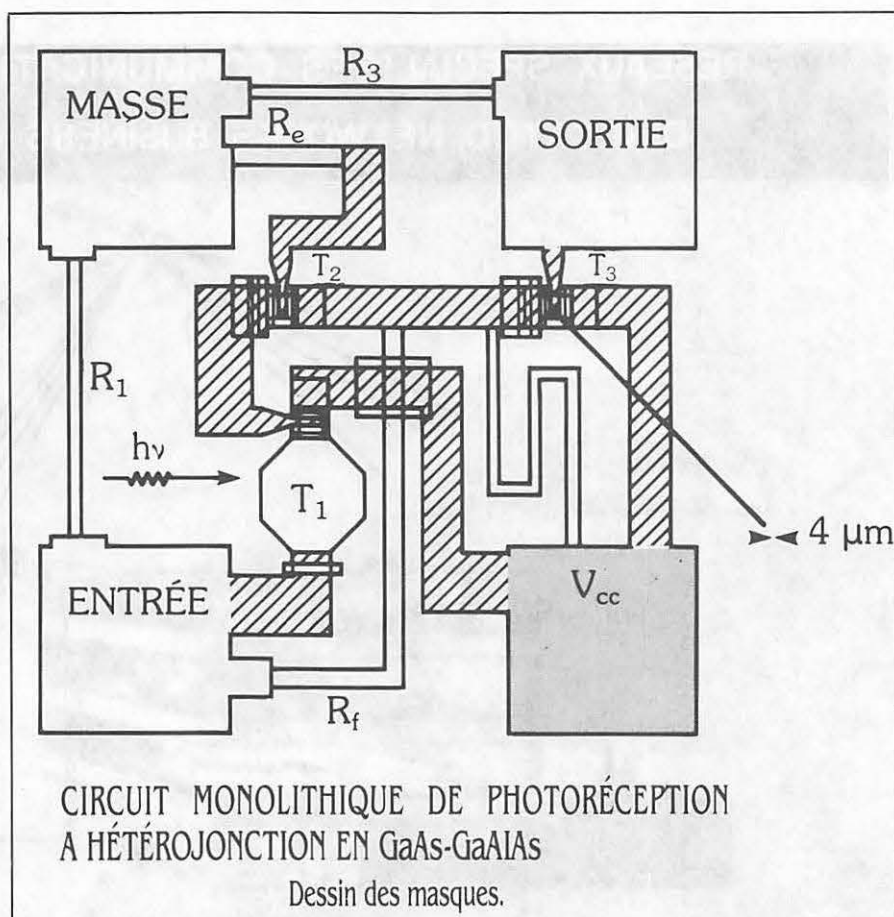 R3
MASSE
Re
SORTIE
T2
T3
R1
hν
T1
4 µm
ENTRÉE
Vcc
Rf
CIRCUIT MONOLITHIQUE DE PHOTORÉCEPTION
A HÉTÉROJONCTION EN GaAs-GaAlAs
Dessin des masques.